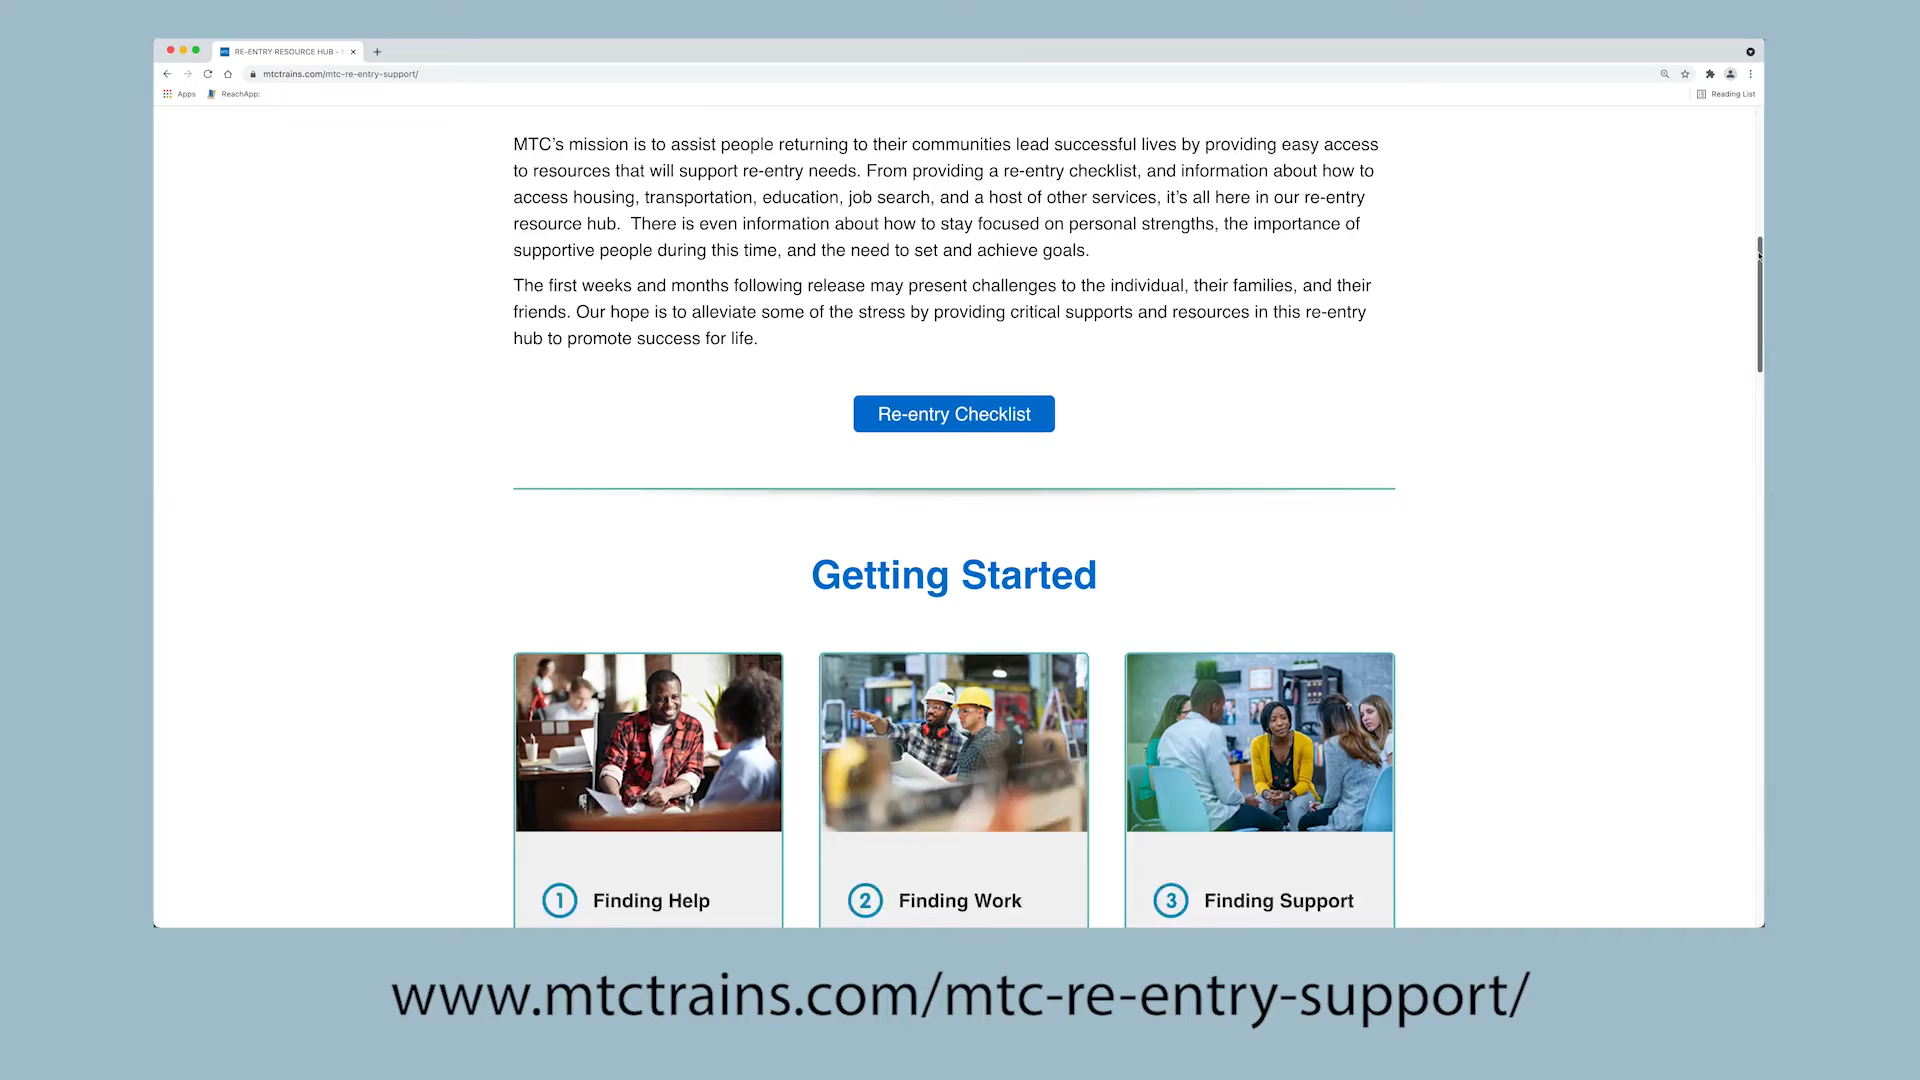 RE-ENTRY RESOURCE HUB -
mtctrains.com/mtc-re-entry-support/
Apps ReachApp: Reading List
MTC’s mission is to assist people returning to their communities lead successful lives by providing easy access
to resources that will support re-entry needs. From providing a re-entry checklist, and information about how to
access housing, transportation, education, job search, and a host of other services, it’s all here in our re-entry
resource hub. There is even information about how to stay focused on personal strengths, the importance of
supportive people during this time, and the need to set and achieve goals.
The first weeks and months following release may present challenges to the individual, their families, and their
friends. Our hope is to alleviate some of the stress by providing critical supports and resources in this re-entry
hub to promote success for life.
Re-entry Checklist
Getting Started
1 Finding Help
2 Finding Work
3 Finding Support
www.mtctrains.com/mtc-re-entry-support/